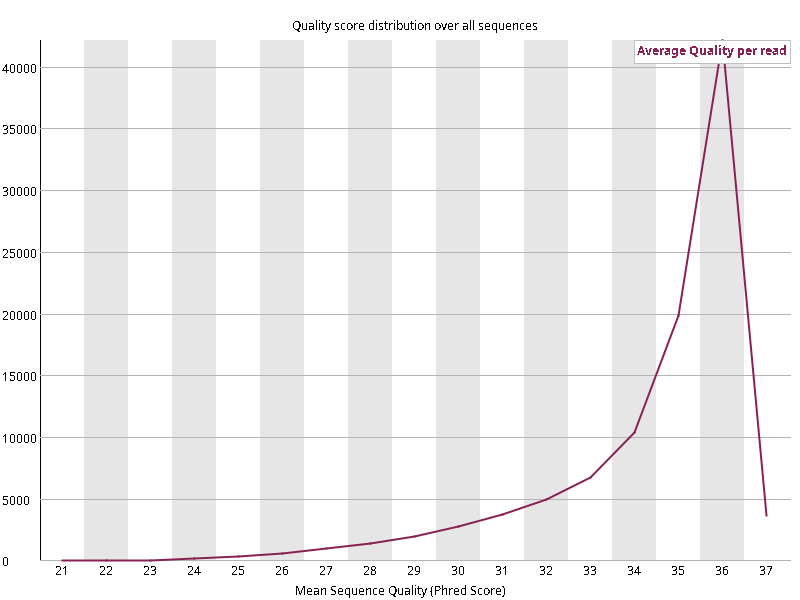 Quality score distribution over all sequences
Average Quality per read
40000
35000
30000
25000
20000
15000
10000
5000
0
21 22 23 24 25 26 27 28 29 30 31 32 33 34 35 36 37
Mean Sequence Quality (Phred Score)